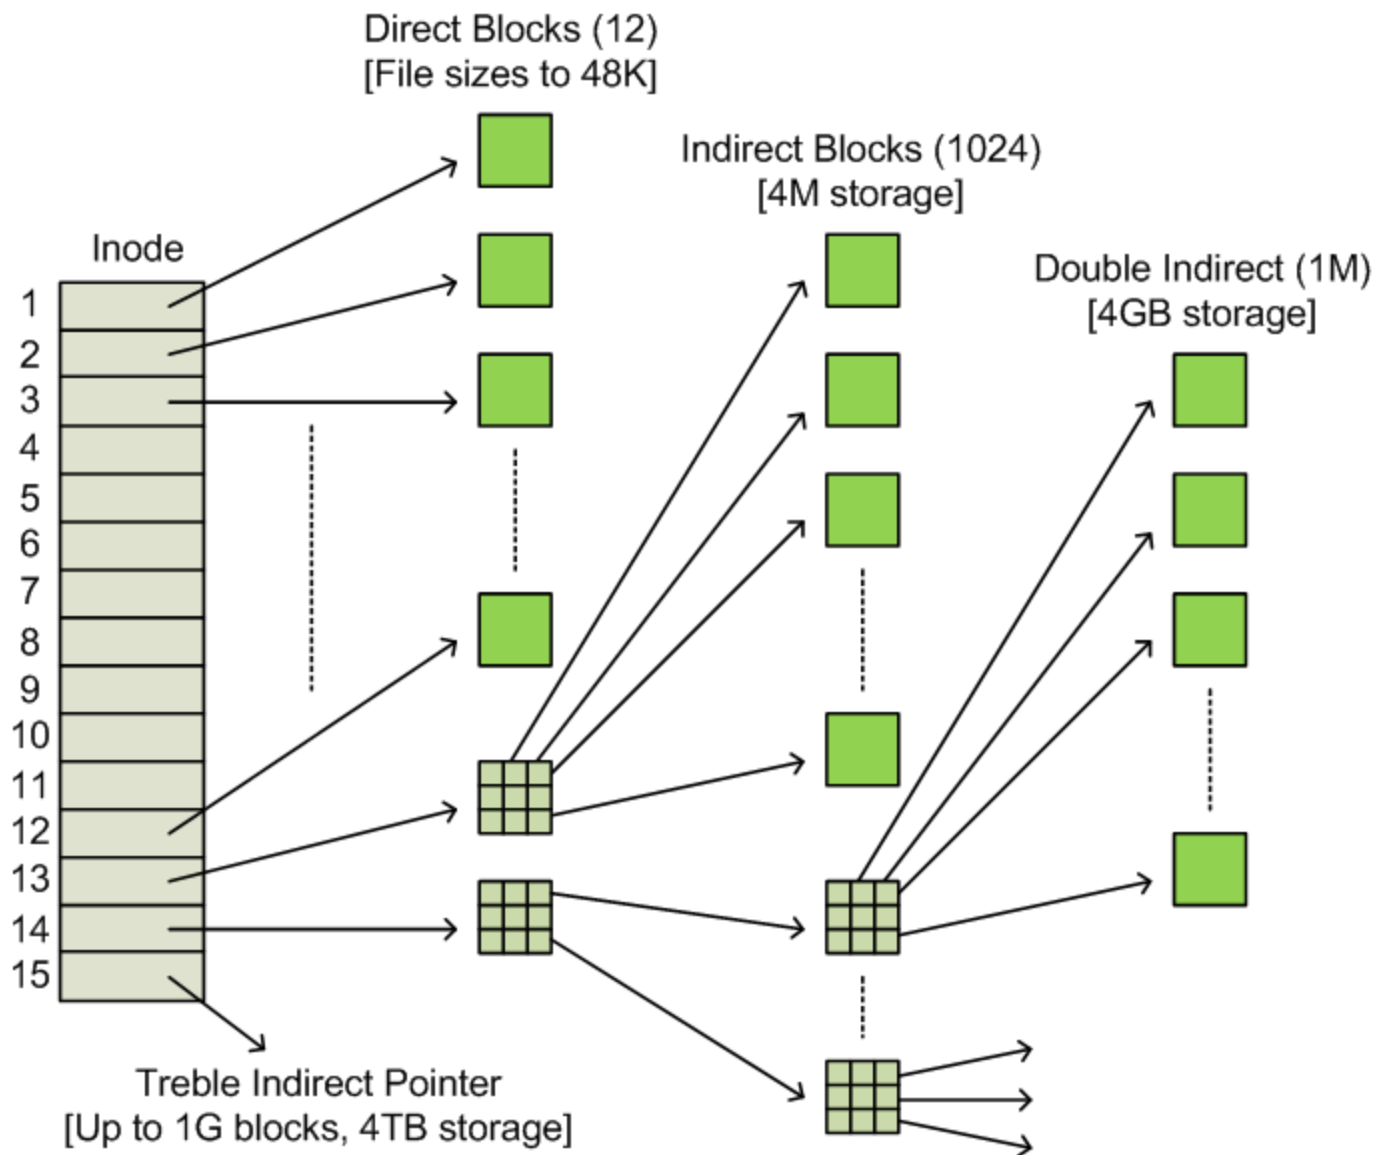 Direct Blocks (12)
[File sizes to 48K]
Indirect Blocks (1024)
[4M storage]
Double Indirect (1M)
[4GB storage]
Inode
1
2
3
4
5
6
7
8
9
10
11
12
13
14
15
Treble Indirect Pointer
[Up to 1G blocks, 4TB storage]